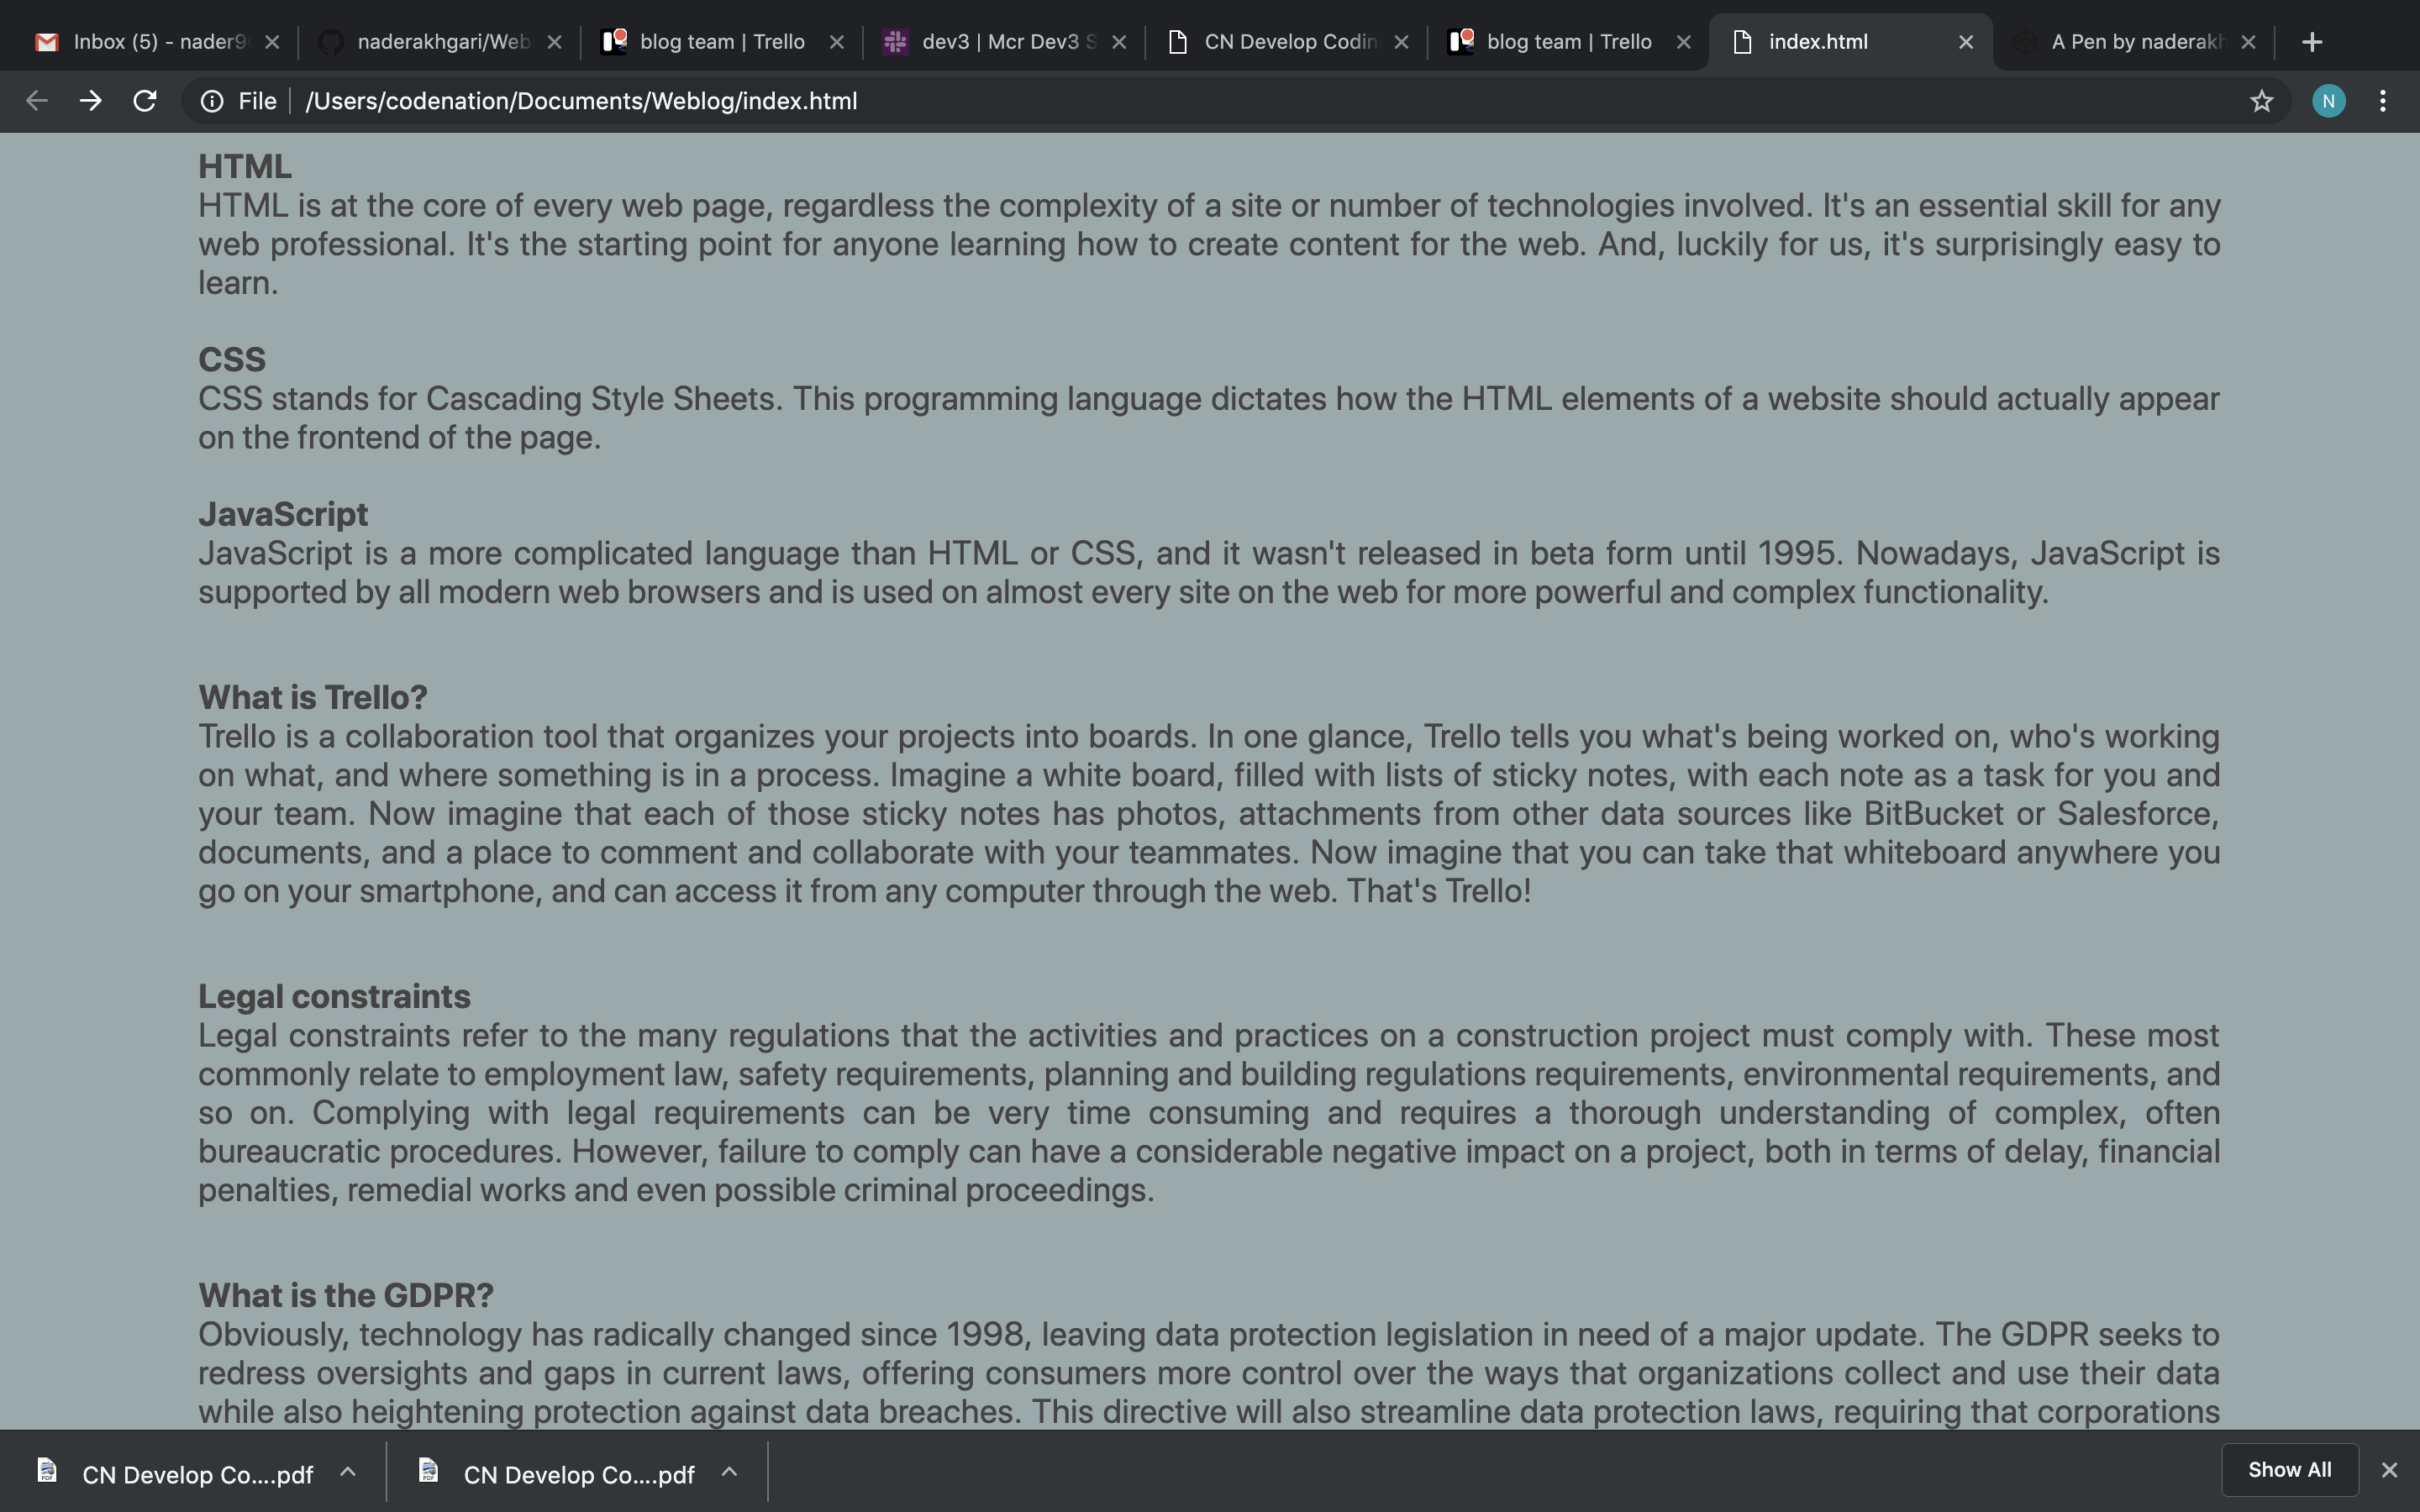 Inbox (5) - nader9
naderakhgari/Web
blog team | Trello
dev3 | Mcr Dev3 S
CN Develop Codin
blog team | Trello
index.html
A Pen by naderakh
File
/Users/codenation/Documents/Weblog/index.html
N
HTML
HTML is at the core of every web page, regardless the complexity of a site or number of technologies involved. It's an essential skill for any
web professional. It's the starting point for anyone learning how to create content for the web. And, luckily for us, it's surprisingly easy to
learn.
CSS
CSS stands for Cascading Style Sheets. This programming language dictates how the HTML elements of a website should actually appear
on the frontend of the page.
JavaScript
JavaScript is a more complicated language than HTML or CSS, and it wasn't released in beta form until 1995. Nowadays, JavaScript is
supported by all modern web browsers and is used on almost every site on the web for more powerful and complex functionality.
What is Trello?
Trello is a collaboration tool that organizes your projects into boards. In one glance, Trello tells you what's being worked on, who's working
on what, and where something is in a process. Imagine a white board, filled with lists of sticky notes, with each note as a task for you and
your team. Now imagine that each of those sticky notes has photos, attachments from other data sources like BitBucket or Salesforce,
documents, and a place to comment and collaborate with your teammates. Now imagine that you can take that whiteboard anywhere you
go on your smartphone, and can access it from any computer through the web. That's Trello!
Legal constraints
Legal constraints refer to the many regulations that the activities and practices on a construction project must comply with. These most
commonly relate to employment law, safety requirements, planning and building regulations requirements, environmental requirements, and
so on. Complying with legal requirements can be very time consuming and requires a thorough understanding of complex, often
bureaucratic procedures. However, failure to comply can have a considerable negative impact on a project, both in terms of delay, financial
penalties, remedial works and even possible criminal proceedings.
What is the GDPR?
Obviously, technology has radically changed since 1998, leaving data protection legislation in need of a major update. The GDPR seeks to
redress oversights and gaps in current laws, offering consumers more control over the ways that organizations collect and use their data
while also heightening protection against data breaches. This directive will also streamline data protection laws, requiring that corporations
CN Develop Co....pdf
CN Develop Co....pdf
Show All